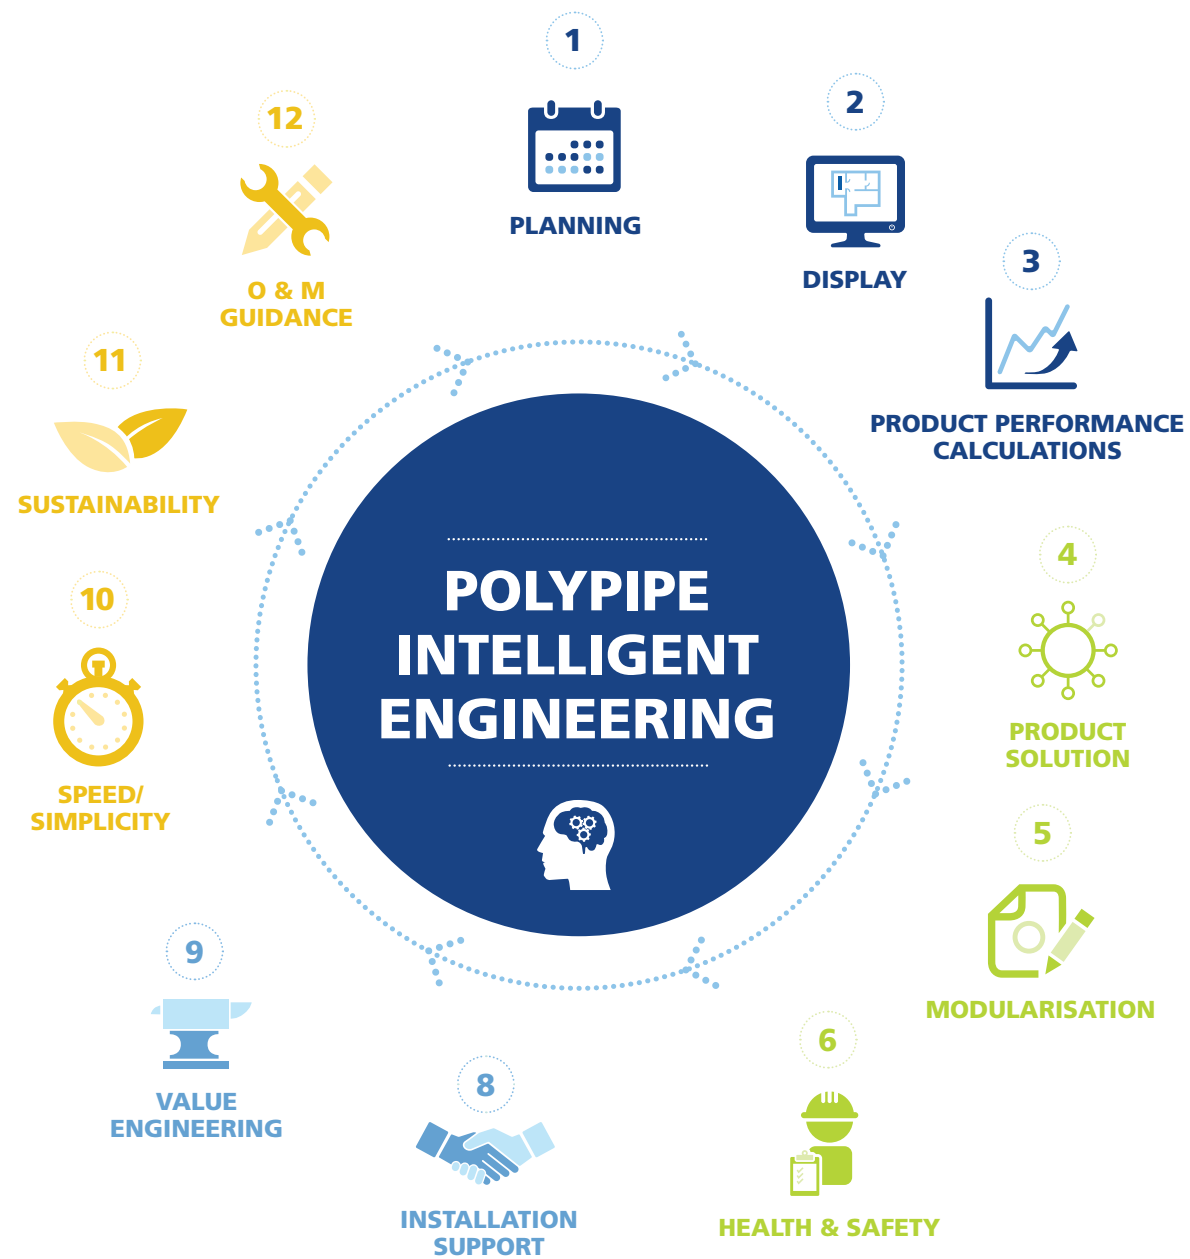 1
PLANNING
2
DISPLAY
3
PRODUCT PERFORMANCE
CALCULATIONS
4
PRODUCT
SOLUTION
5
MODULARISATION
6
HEALTH & SAFETY
8
INSTALLATION
SUPPORT
9
VALUE
ENGINEERING
10
SPEED/
SIMPLICITY
11
SUSTAINABILITY
12
O & M
GUIDANCE
POLYPIPE
INTELLIGENT
ENGINEERING